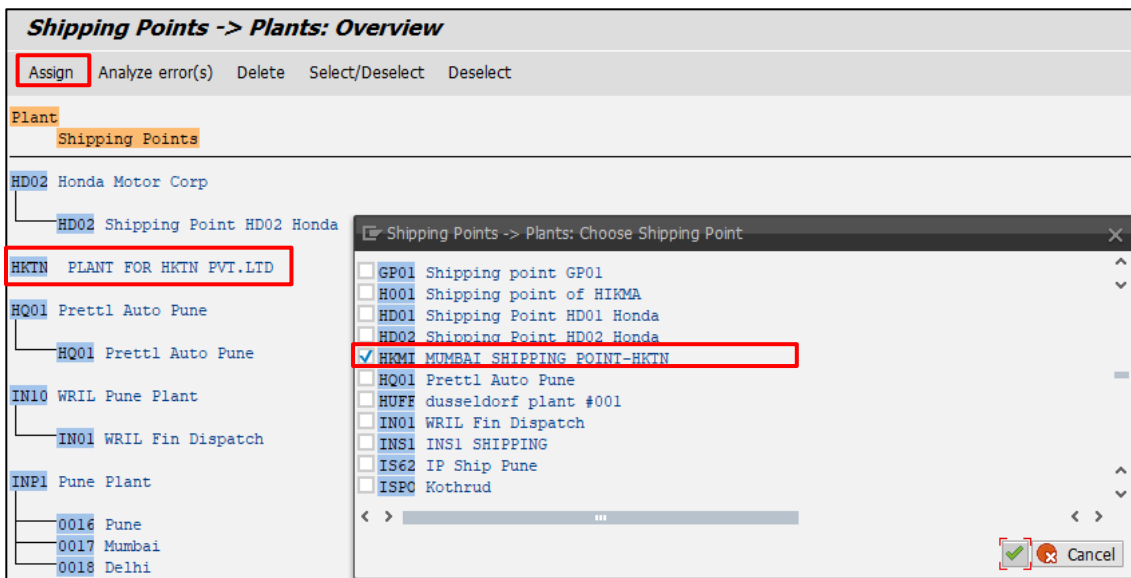 Shipping Points -> Plants: Overview
Assign Analyze error(s) Delete Select/Deselect Deselect
Plant
Shipping Points
HD02 Honda Motor Corp
HD02 Shipping Point HD02 Honda
HKTN PLANT FOR HKTN PVT.LTD
HQ01 Prettl Auto Pune
HQ01 Prettl Auto Pune
IN10 WRIL Pune Plant
IN01 WRIL Fin Dispatch
INP1 Pune Plant
0016 Pune
0017 Mumbai
0018 Delhi
Shipping Points -> Plants: Choose Shipping Point
GP01 Shipping point GP01
H001 Shipping point of HIKMA
HD01 Shipping Point HD01 Honda
HD02 Shipping Point HD02 Honda
HKMI MUMBAI SHIPPING POINT-HKTN
HQ01 Prettl Auto Pune
HUFF dusseldorf plant #001
IN01 WRIL Fin Dispatch
INS1 INS1 SHIPPING
IS62 IP Ship Pune
ISPO Kothrud
Cancel